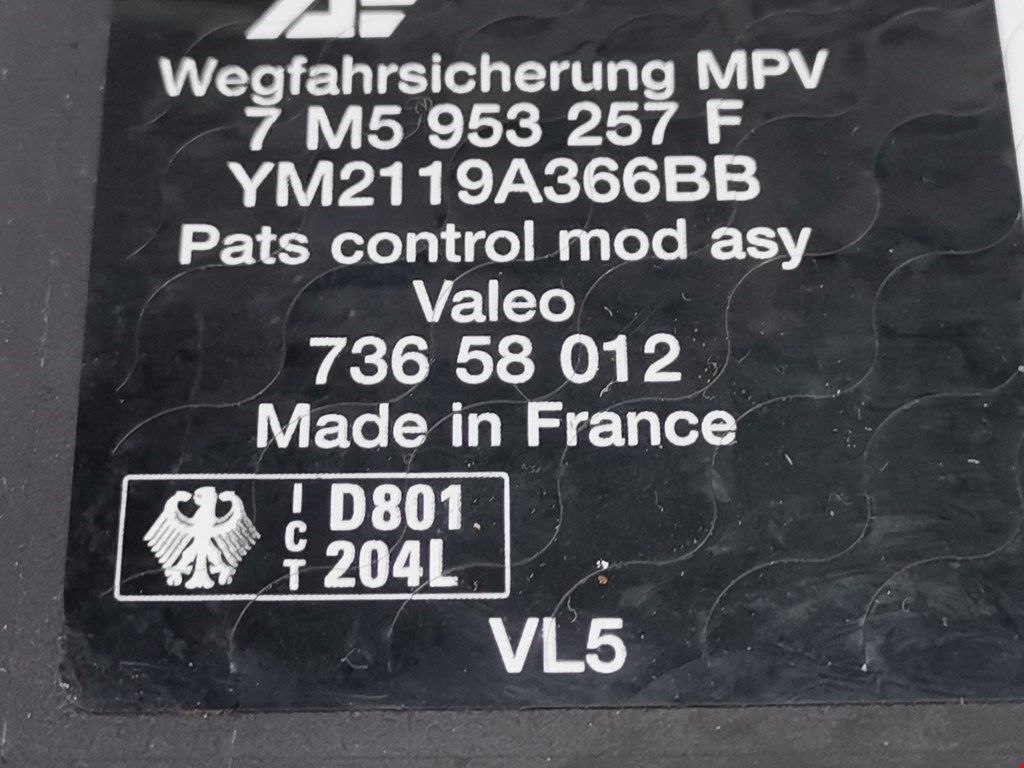 Wegfahrsicherung MPV
7 M5 953 257 F
YM2119A366BB
Pats control mod asy
Valeo
736 58 012
Made in France
ICT D801
204L
VL5